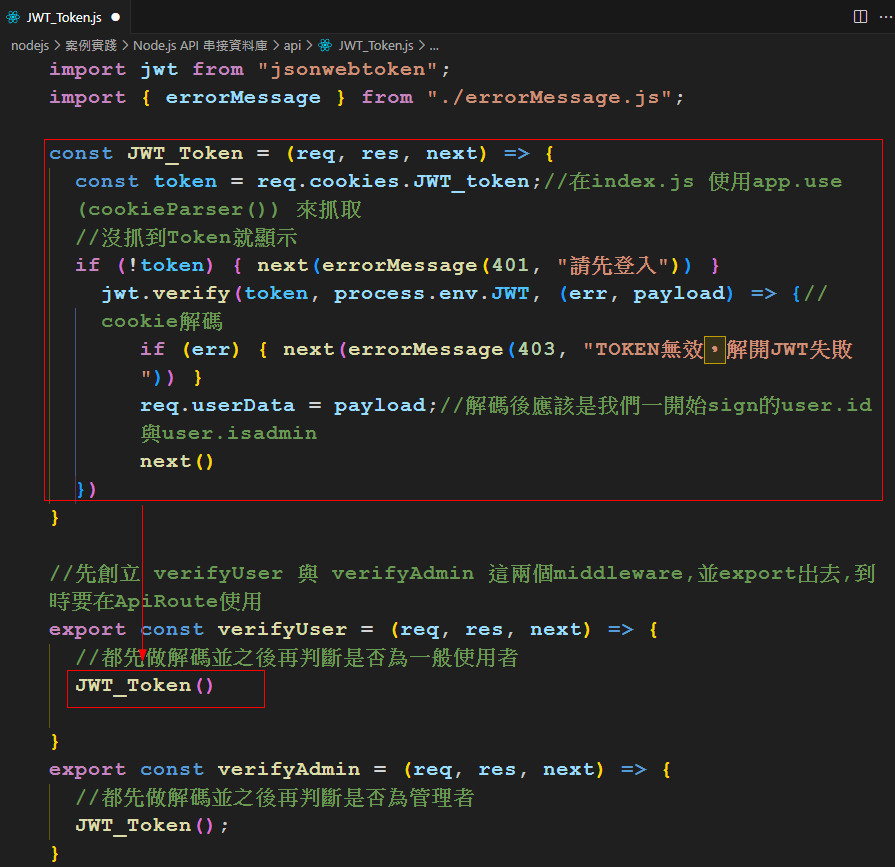 JWT_Token.js ●
nodejs > 案例實踐 > Node.js API 串接資料庫 > api > JWT_Token.js > ...
import jwt from "jsonwebtoken";
import { errorMessage } from "./errorMessage.js";
const JWT_Token = (req, res, next) => {
const token = req.cookies.JWT_token;//在index.js 使用app.use
(cookieParser()) 來抓取
//沒抓到Token就顯示
if (!token) { next(errorMessage(401, "請先登入")) }
jwt.verify(token, process.env.JWT, (err, payload) => {//
cookie解碼
if (err) { next(errorMessage(403, "TOKEN無效，解開JWT失敗
")) }
req.userData = payload;//解碼後應該是我們一開始sign的user.id
與user.isadmin
next()
})
}
//先創立 verifyUser 與 verifyAdmin 這兩個middleware,並export出去,到
時要在ApiRoute使用
export const verifyUser = (req, res, next) => {
//都先做解碼並之後再判斷是否為一般使用者
JWT_Token()
}
export const verifyAdmin = (req, res, next) => {
//都先做解碼並之後再判斷是否為管理者
JWT_Token();
}